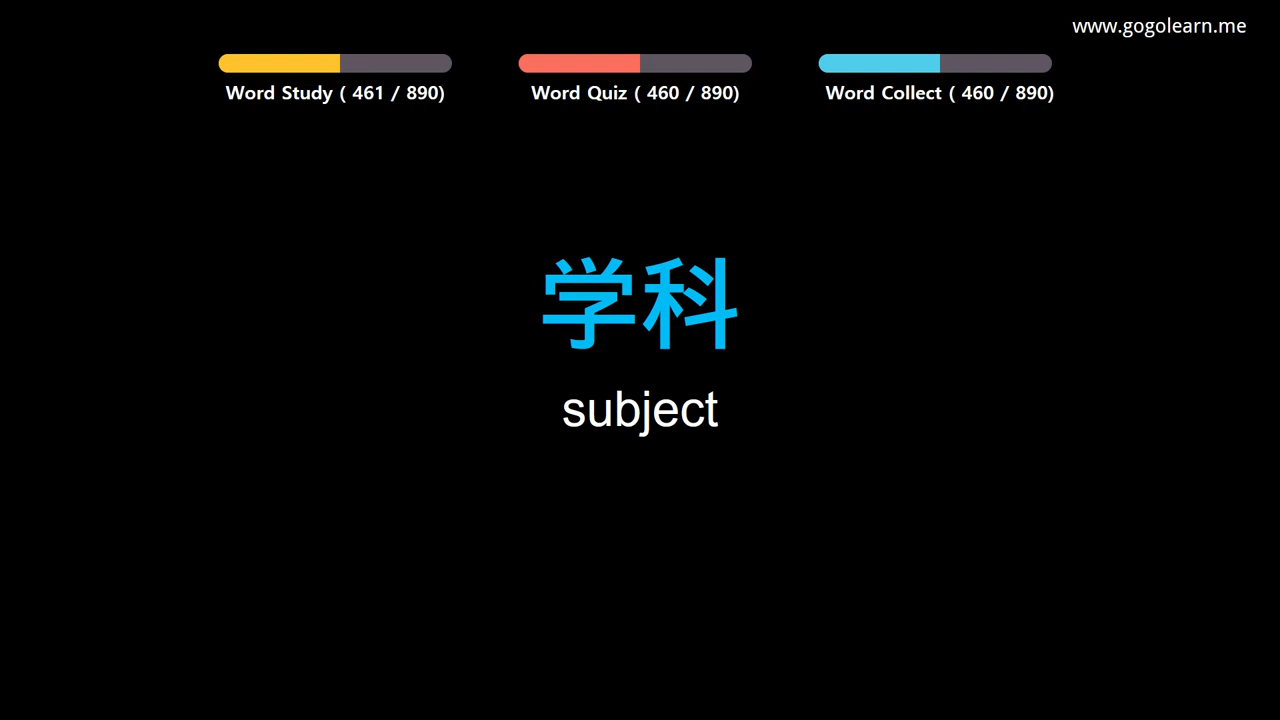 www.gogolearn.me
Word Study ( 461 / 890)
Word Quiz ( 460 / 890)
Word Collect ( 460 / 890)
学科
subject